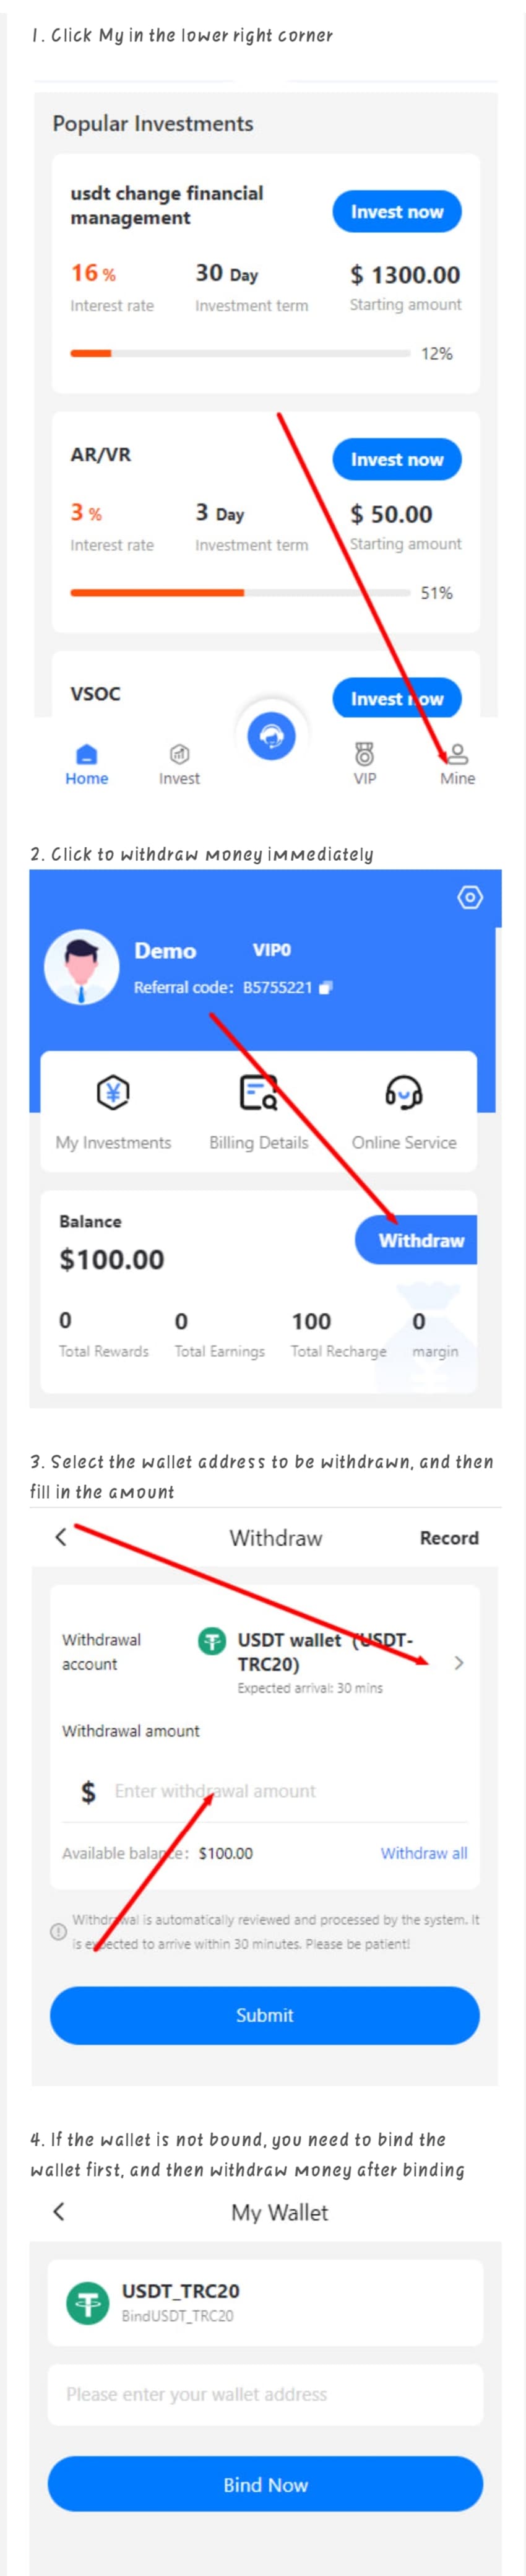 1. Click My in the lower right corner
Popular Investments
usdt change financial
management
Invest now
16 %
30 Day
$ 1300.00
Interest rate
Investment term
Starting amount
12%
AR/VR
Invest now
3 %
3 Day
$ 50.00
Interest rate
Investment term
Starting amount
51%
VSOC
Invest now
Home
Invest
VIP
Mine
2. Click to withdraw money immediately
Demo
VIP0
Referral code: B5755221
My Investments
Billing Details
Online Service
Balance
$100.00
Withdraw
0
0
100
0
Total Rewards
Total Earnings
Total Recharge
margin
3. Select the wallet address to be withdrawn, and then
fill in the amount
Withdraw
Record
Withdrawal
account
USDT wallet (USDT-
TRC20)
Expected arrival: 30 mins
Withdrawal amount
$ Enter withdrawal amount
Available balance: $100.00
Withdraw all
Withdrawal is automatically reviewed and processed by the system. It
is expected to arrive within 30 minutes. Please be patient!
Submit
4. If the wallet is not bound, you need to bind the
wallet first, and then withdraw money after binding
My Wallet
USDT_TRC20
BindUSDT_TRC20
Please enter your wallet address
Bind Now